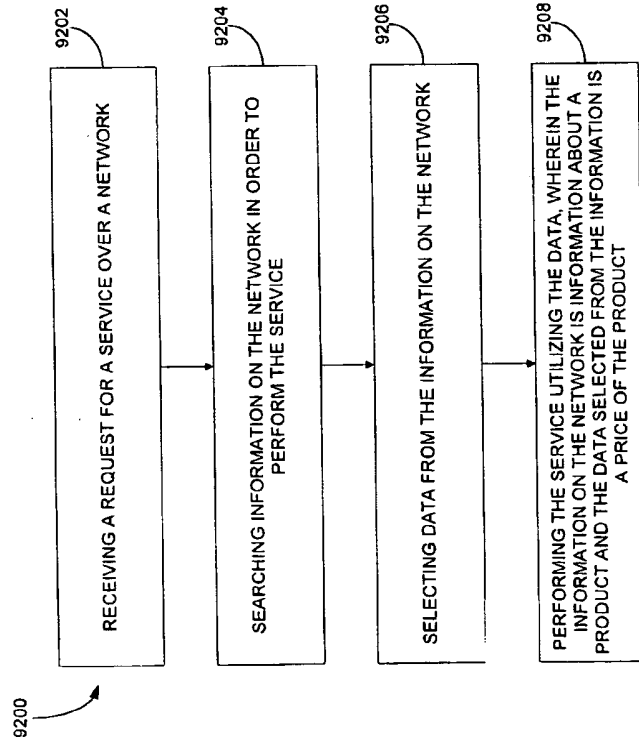 9200
9202
RECEIVING A REQUEST FOR A SERVICE OVER A NETWORK
9204
SEARCHING INFORMATION ON THE NETWORK IN ORDER TO
PERFORM THE SERVICE
9206
SELECTING DATA FROM THE INFORMATION ON THE NETWORK
9208
PERFORMING THE SERVICE UTILIZING THE DATA, WHEREIN THE
INFORMATION ON THE NETWORK IS INFORMATION ABOUT A
PRODUCT AND THE DATA SELECTED FROM THE INFORMATION IS
A PRICE OF THE PRODUCT